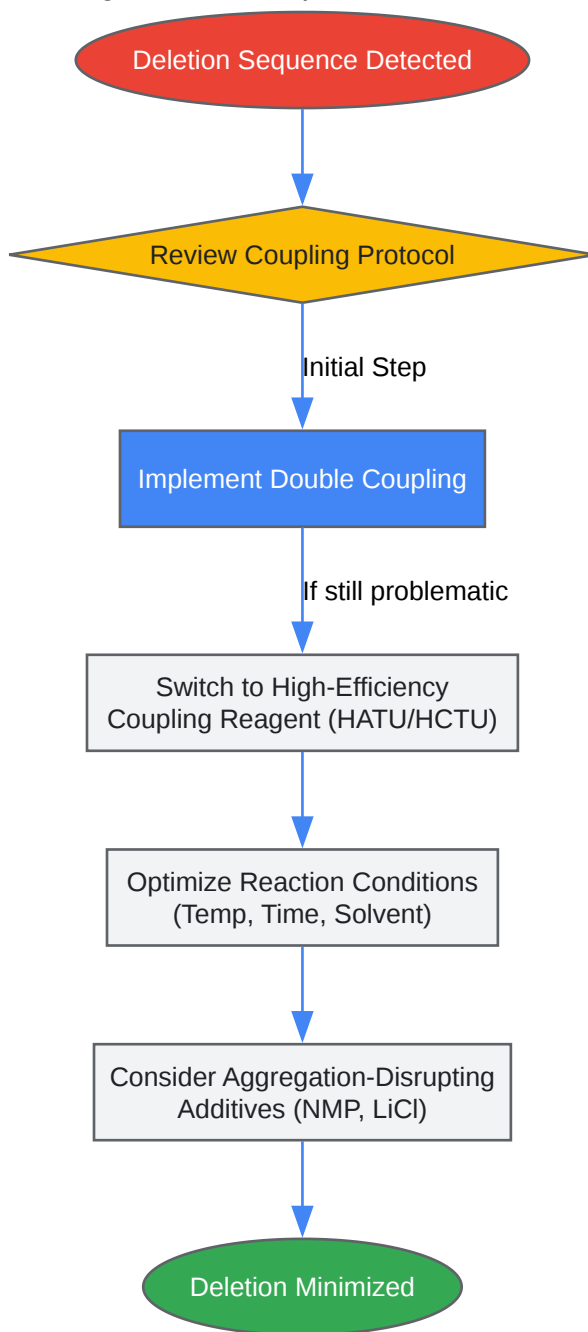 Deletion Sequence Detected
Review Coupling Protocol
Initial Step
Implement Double Coupling
If still problematic
Switch to High-Efficiency
Coupling Reagent (HATU/HCTU)
Optimize Reaction Conditions
(Temp, Time, Solvent)
Consider Aggregation-Disrupting
Additives (NMP, LiCl)
Deletion Minimized